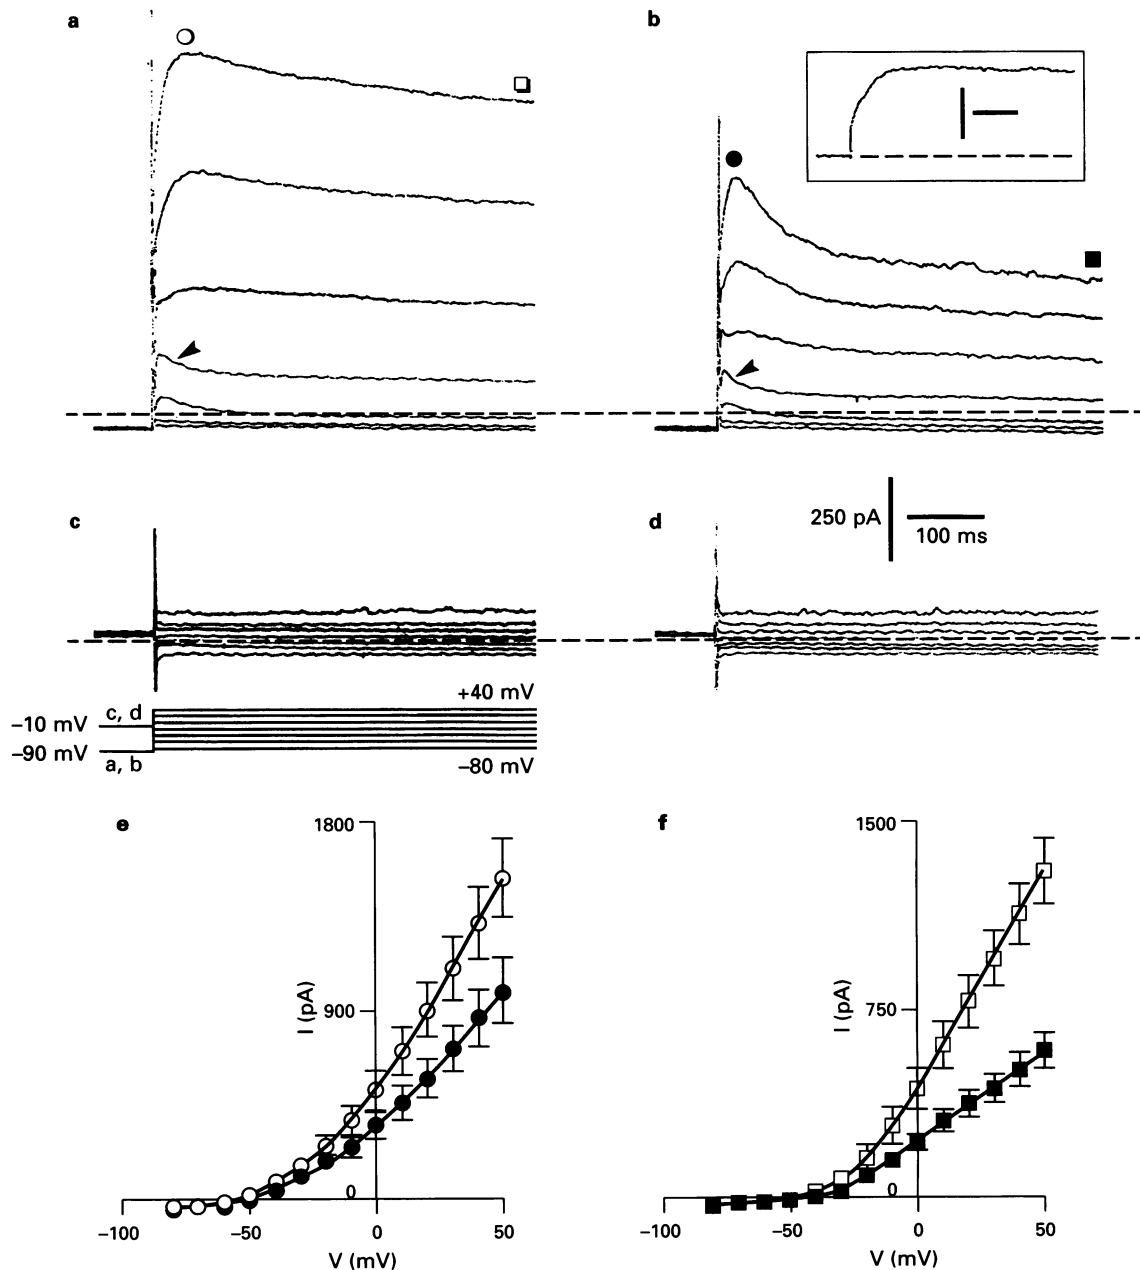 a
b
c
d
250 pA
100 ms
+40 mV
c, d
–10 mV
–90 mV
a, b
–80 mV
e
f
1800
1500
I (pA)
900
I (pA)
750
0
0
–100
–50
0
50
–100
–50
0
50
V (mV)
V (mV)